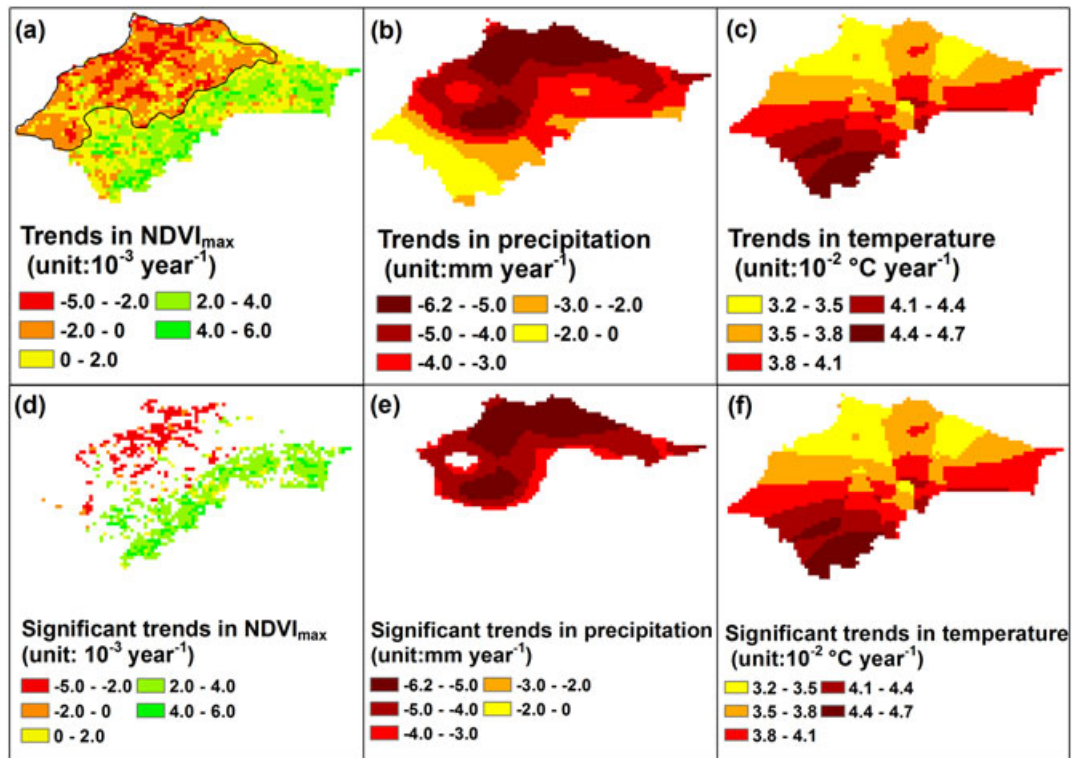 (a)
Trends in NDVImax
(unit:10-3 year-1)
-5.0 - -2.0
2.0 - 4.0
-2.0 - 0
4.0 - 6.0
0 - 2.0
(b)
Trends in precipitation
(unit:mm year-1)
-6.2 - -5.0
-3.0 - -2.0
-5.0 - -4.0
-2.0 - 0
-4.0 - -3.0
(c)
Trends in temperature
(unit:10-2 °C year-1)
3.2 - 3.5
4.1 - 4.4
3.5 - 3.8
4.4 - 4.7
3.8 - 4.1
(d)
Significant trends in NDVImax
(unit: 10-3 year-1)
-5.0 - -2.0
2.0 - 4.0
-2.0 - 0
4.0 - 6.0
0 - 2.0
(e)
Significant trends in precipitation
(unit:mm year-1)
-6.2 - -5.0
-3.0 - -2.0
-5.0 - -4.0
-2.0 - 0
-4.0 - -3.0
(f)
Significant trends in temperature
(unit:10-2 °C year-1)
3.2 - 3.5
4.1 - 4.4
3.5 - 3.8
4.4 - 4.7
3.8 - 4.1